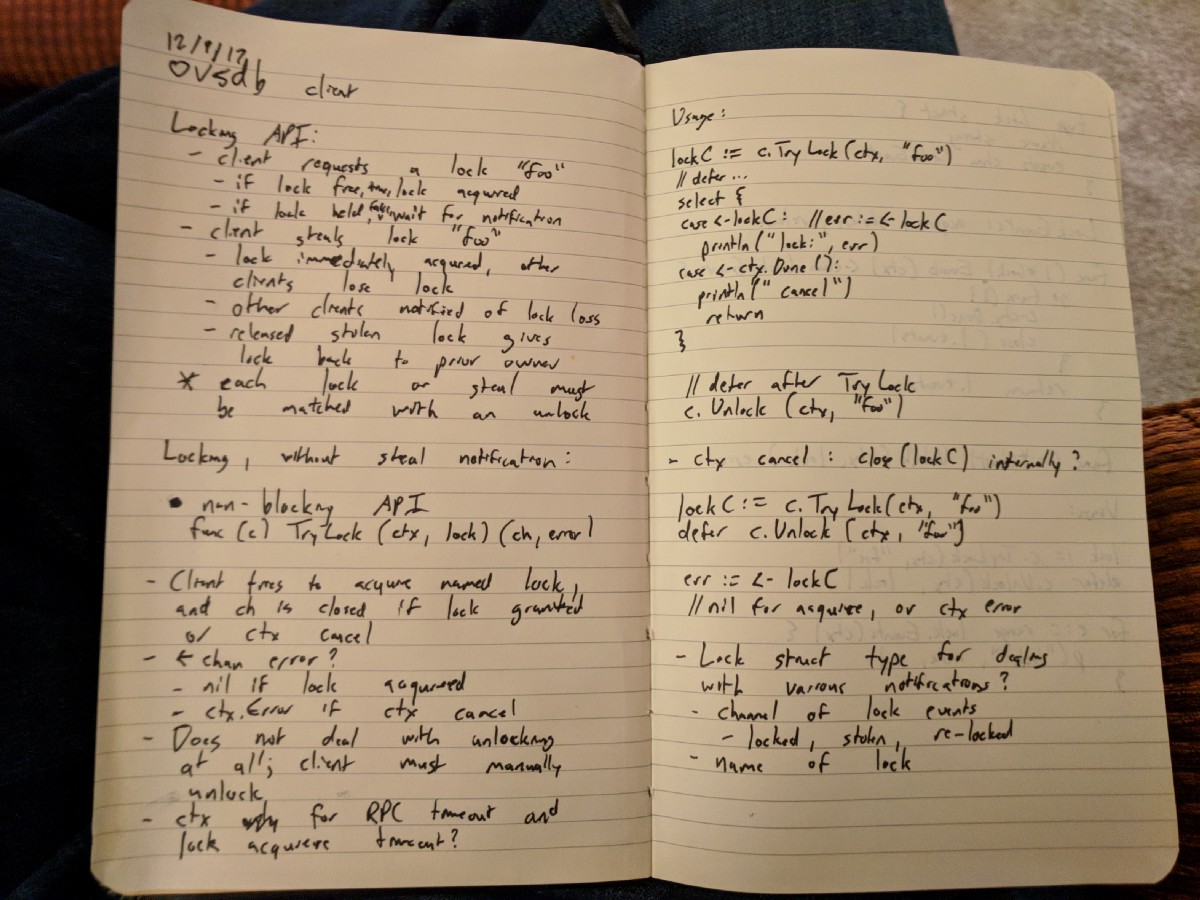 12/9/17
OVSdb client
Locking API:
- client requests a lock "foo"
- if lock free, true, lock acquired
- if lock held, false, wait for notification
- client steals lock "foo"
- lock immediately acquired, other
clients lose lock
- other clients notified of lock loss
- released stolen lock gives
lock back to prior owner
* each lock or steal must
be matched with an unlock
Locking, without steal notification:
• non-blocking API
func (c) TryLock (ctx, lock) (ch, error)
- Client tries to acquire named lock,
and ch is closed if lock granted
or ctx cancel
- ← chan error?
- nil if lock acquired
- ctx.Error if ctx cancel
- Does not deal with unlocking
at all; client must manually
unlock
- ctx for RPC timeout and
lock acquire timeout?
Usage:
lockC := c.TryLock(ctx, "foo")
// defer ...
select {
case <-lockC: // err := <-lockC
println("lock:", err)
case <-ctx.Done():
println("cancel")
return
}
// defer after TryLock
c.Unlock (ctx, "foo")
- ctx cancel: close(lockC) internally?
lockC := c.TryLock(ctx, "foo")
defer c.Unlock (ctx, "foo")
err := <- lockC
// nil for acquire, or ctx error
- Lock struct type for dealing
with various notifications?
- channel of lock events
- locked, stolen, re-locked
- name of lock